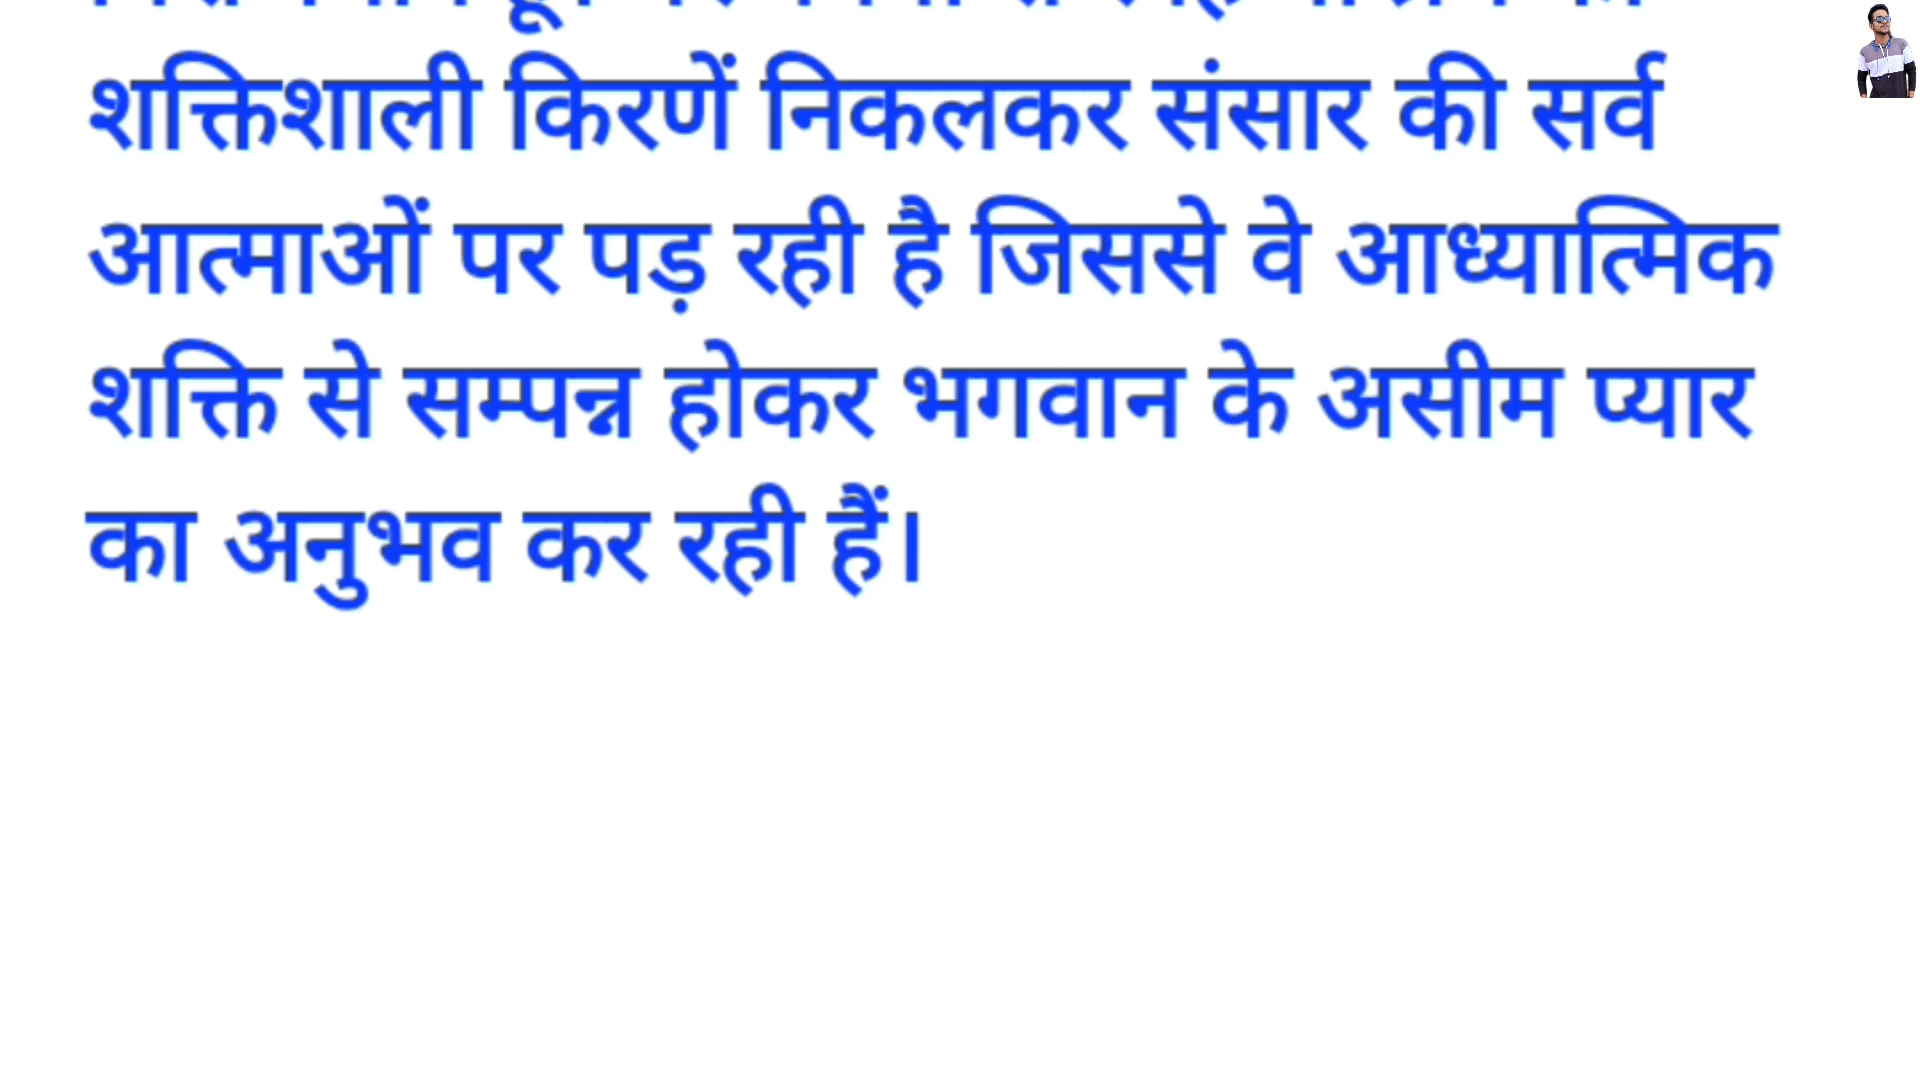 शक्तिशाली किरणें निकलकर संसार की सर्व
आत्माओं पर पड़ रही है जिससे वे आध्यात्मिक
शक्ति से सम्पन्न होकर भगवान के असीम प्यार
का अनुभव कर रही हैं।